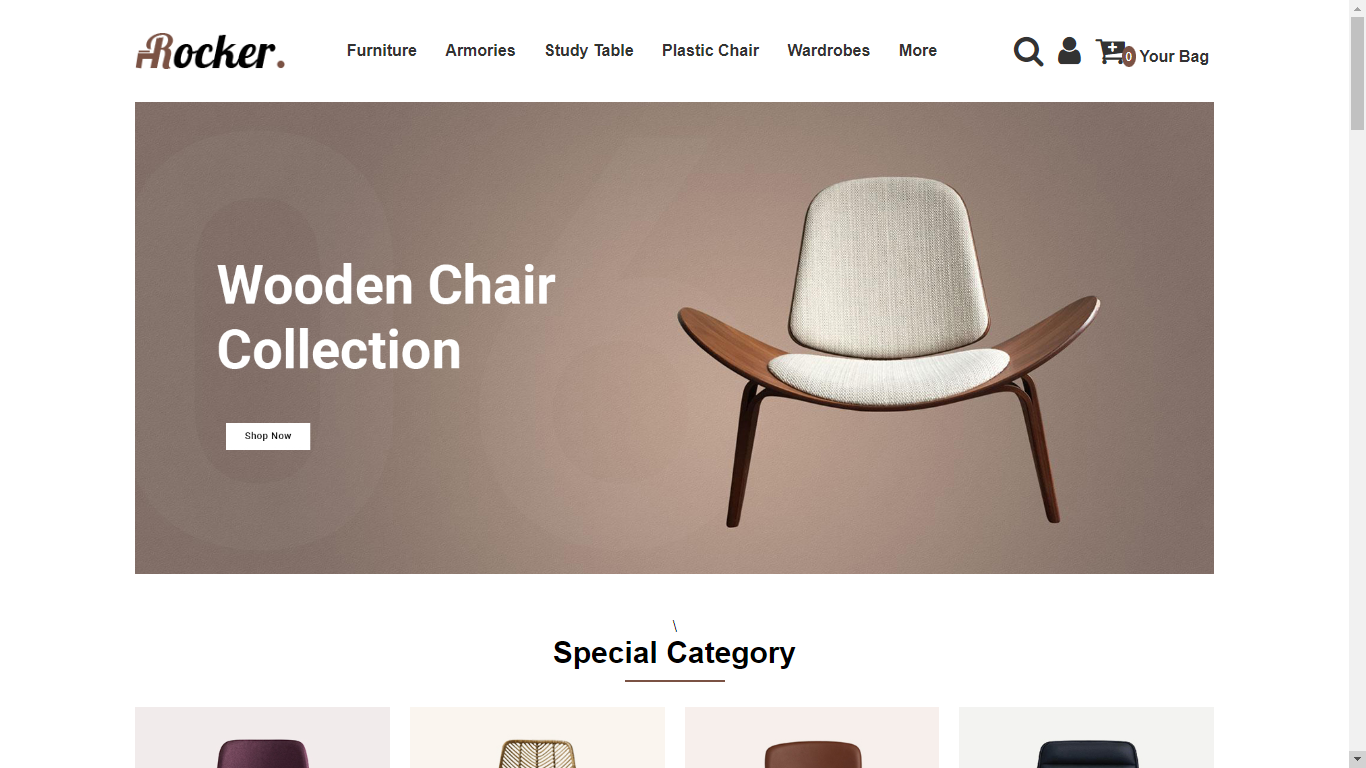 Rocker.
Furniture Armories Study Table Plastic Chair Wardrobes More
0 Your Bag
06
Wooden Chair
Collection
Shop Now
\
Special Category